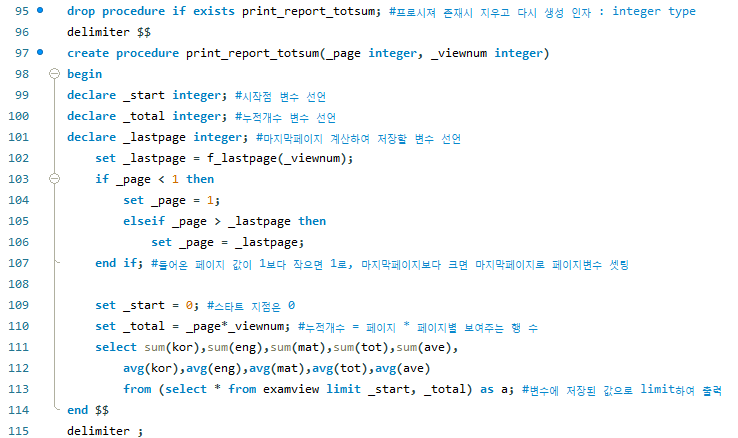 95 drop procedure if exists print_report_totsum; #프로시져 존재시 지우고 다시 생성 인자 : integer type
96 delimiter $$
97 create procedure print_report_totsum(_page integer, _viewnum integer)
98 begin
99 declare _start integer; #시작점 변수 선언
100 declare _total integer; #누적개수 변수 선언
101 declare _lastpage integer; #마지막페이지 계산하여 저장할 변수 선언
102 set _lastpage = f_lastpage(_viewnum);
103 if _page < 1 then
104 set _page = 1;
105 elseif _page > _lastpage then
106 set _page = _lastpage;
107 end if; #들어온 페이지 값이 1보다 작으면 1로, 마지막페이지보다 크면 마지막페이지로 페이지변수 셋팅
108
109 set _start = 0; #스타트 지점은 0
110 set _total = _page*_viewnum; #누적개수 = 페이지 * 페이지별 보여주는 행 수
111 select sum(kor),sum(eng),sum(mat),sum(tot),sum(ave),
112 avg(kor),avg(eng),avg(mat),avg(tot),avg(ave)
113 from (select * from examview limit _start, _total) as a; #변수에 저장된 값으로 limit하여 출력
114 end $$
115 delimiter ;